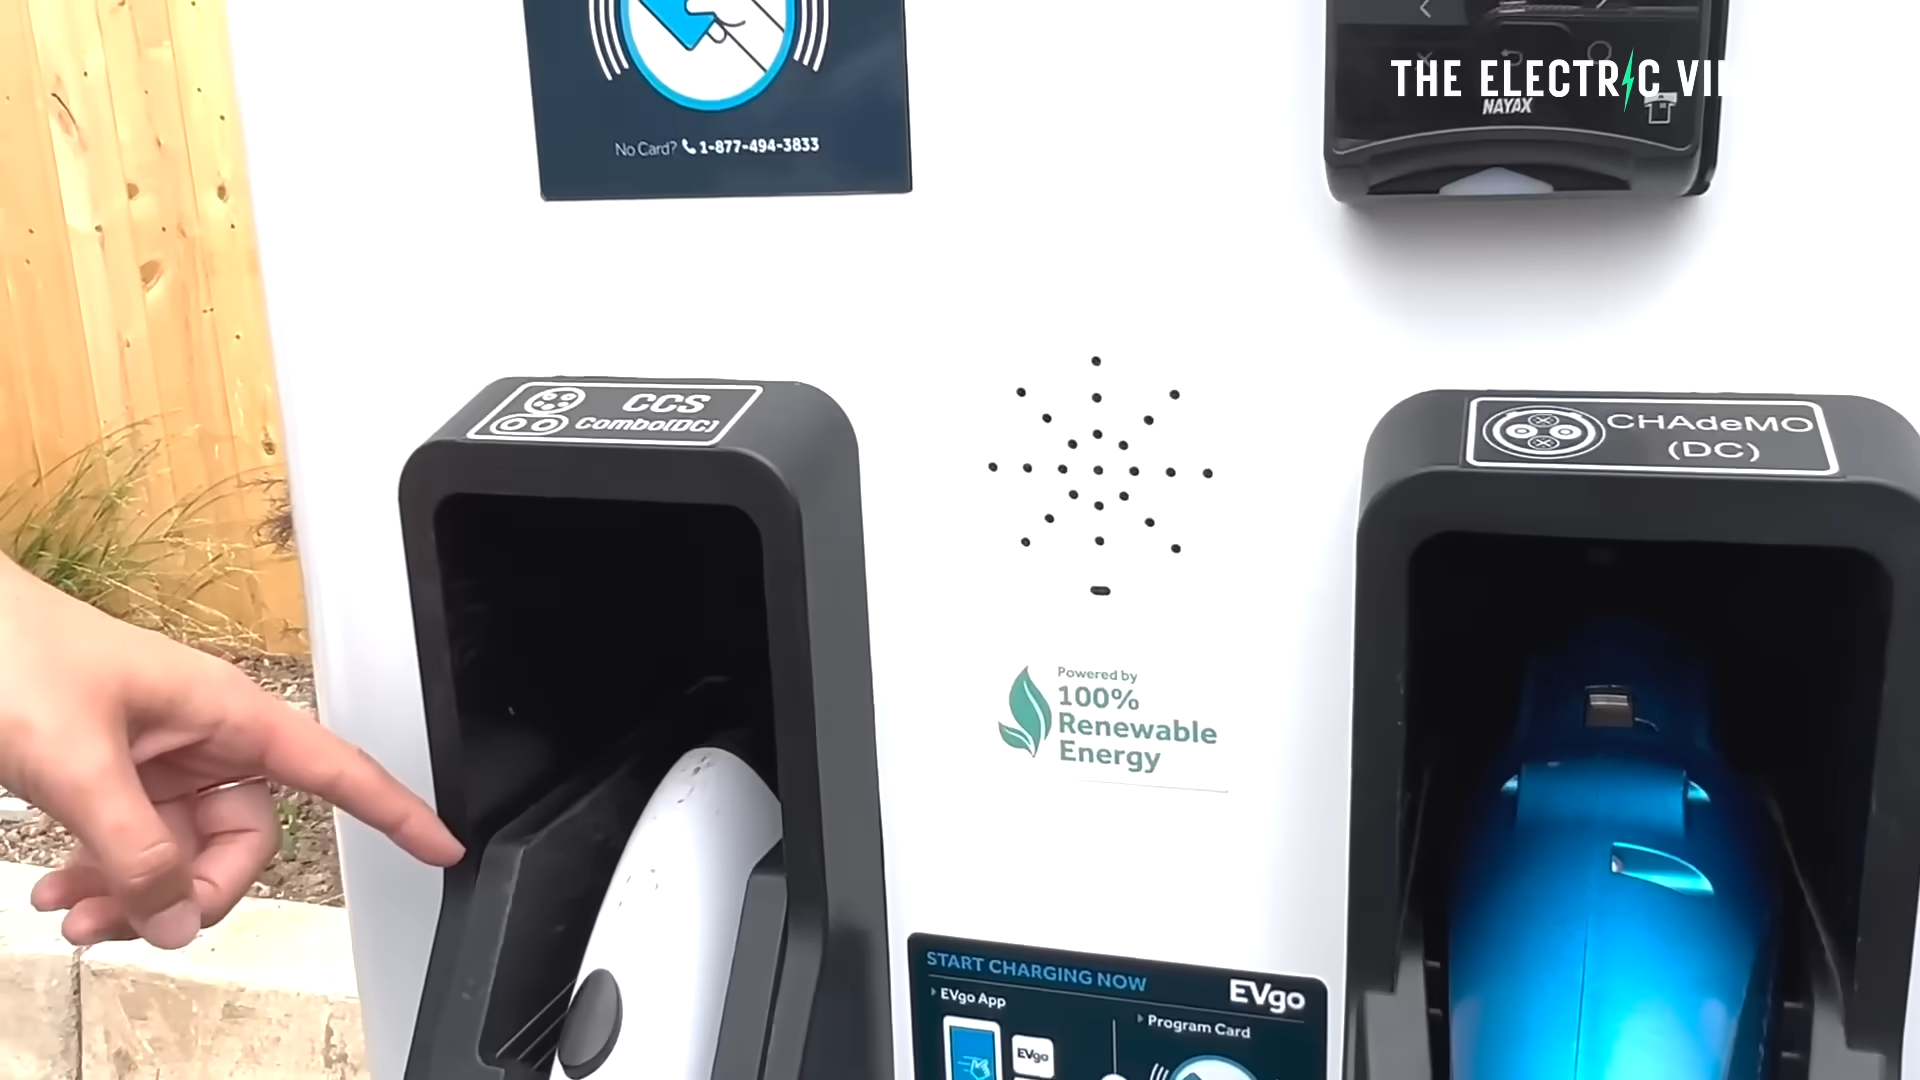 THE ELECTRIC
NAYAX
No Card? 1-877-494-3833
CCS
Combo(DC)
CHAdeMO
(DC)
Powered by
100%
Renewable
Energy
START CHARGING NOW
EVgo
EVgo App
Program Card
EVgo